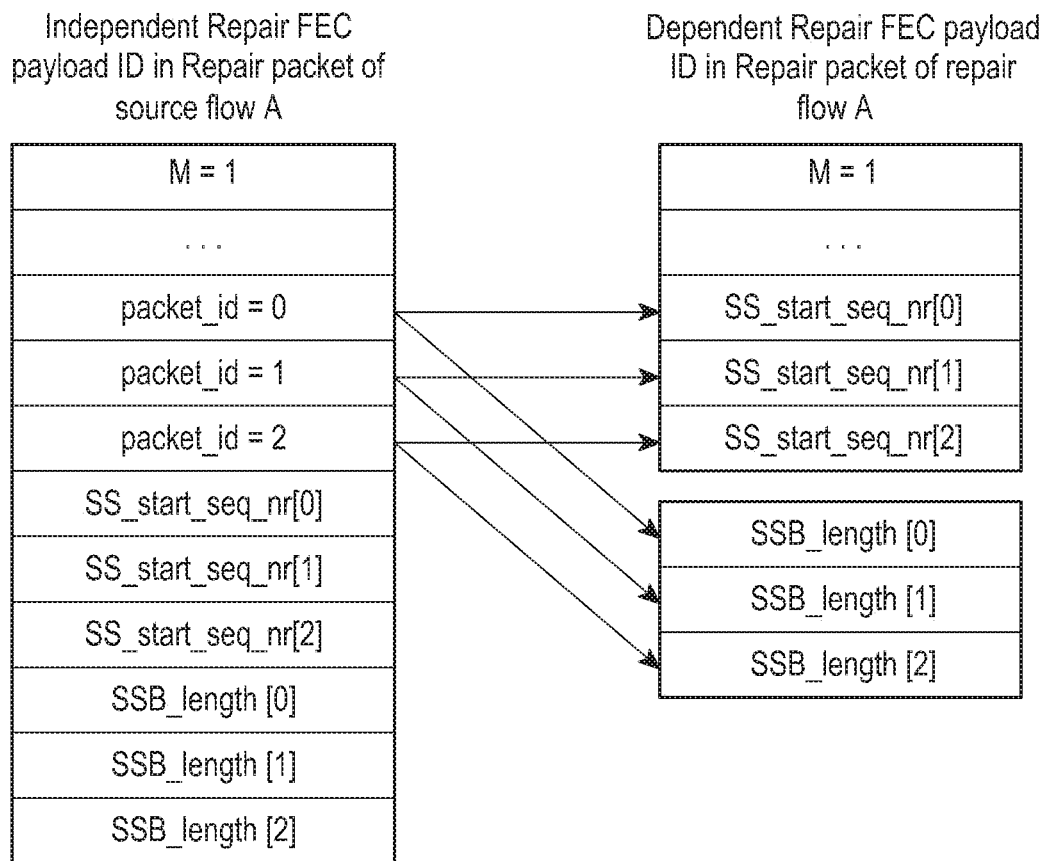 Independent Repair FEC
payload ID in Repair packet of
source flow A
M = 1
. . .
packet_id = 0
packet_id = 1
packet_id = 2
SS_start_seq_nr[0]
SS_start_seq_nr[1]
SS_start_seq_nr[2]
SSB_length [0]
SSB_length [1]
SSB_length [2]
Dependent Repair FEC payload
ID in Repair packet of repair
flow A
M = 1
. . .
SS_start_seq_nr[0]
SS_start_seq_nr[1]
SS_start_seq_nr[2]
SSB_length [0]
SSB_length [1]
SSB_length [2]